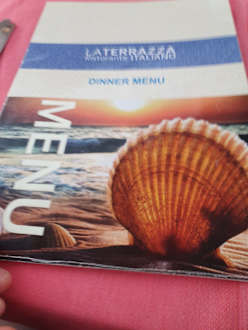 LATERRAZZA
Ristorante ITALIANO
DINNER MENU
MENU